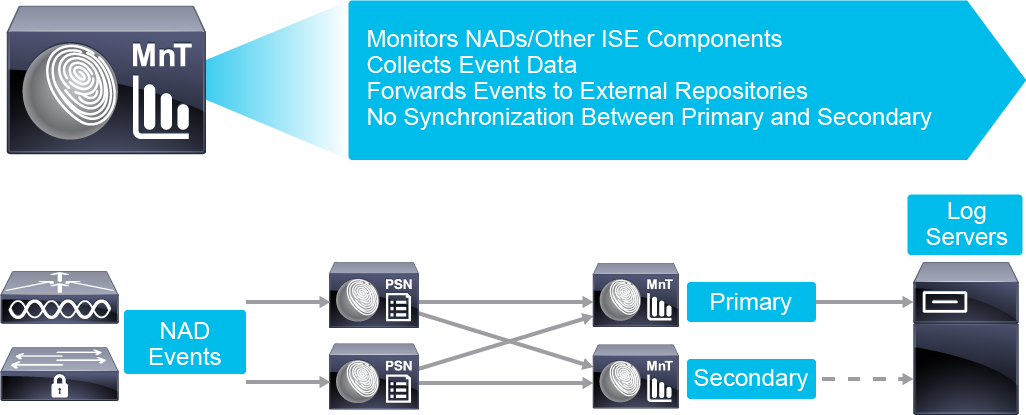 MnT
Monitors NADs/Other ISE Components
Collects Event Data
Forwards Events to External Repositories
No Synchronization Between Primary and Secondary
Log
Servers
NAD
Events
PSN
PSN
MnT
MnT
Primary
Secondary